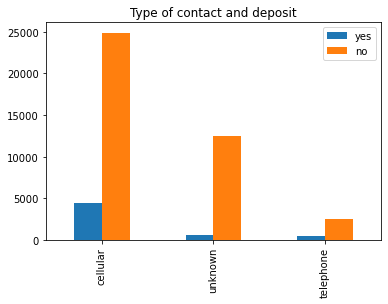 Type of contact and deposit
yes
no
25000
20000
15000
10000
5000
0
cellular
unknown
telephone